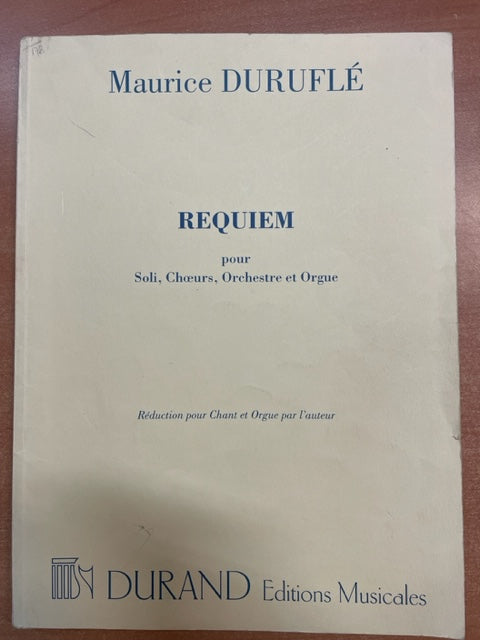 Maurice DURUFLÉ
REQUIEM
pour
Soli, Chœurs, Orchestre et Orgue
Réduction pour Chant et Orgue par l'auteur
DURAND Editions Musicales